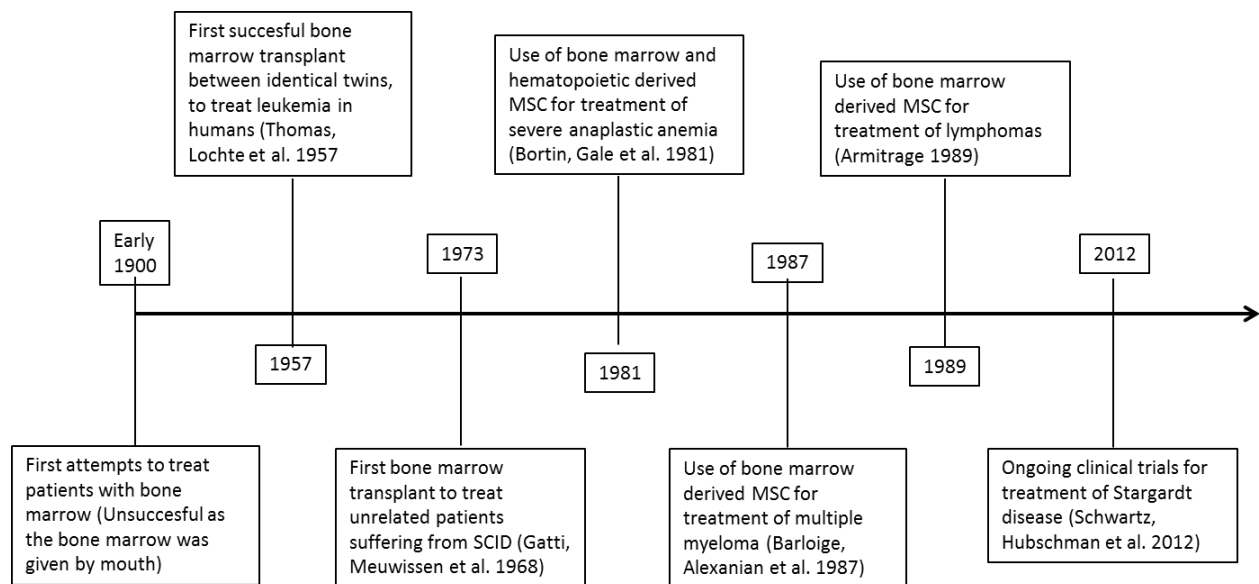 First succesful bone
marrow transplant
between identical twins,
to treat leukemia in
humans (Thomas,
Lochte et al. 1957
Use of bone marrow and
hematopoietic derived
MSC for treatment of
severe anaplastic anemia
(Bortin, Gale et al. 1981)
Use of bone marrow
derived MSC for
treatment of lymphomas
(Armitrage 1989)
Early
1900
1973
1987
2012
1957
1981
1989
First attempts to treat
patients with bone
marrow (Unsuccesful as
the bone marrow was
given by mouth)
First bone marrow
transplant to treat
unrelated patients
suffering from SCID (Gatti,
Meuwissen et al. 1968)
Use of bone marrow
derived MSC for
treatment of multiple
myeloma (Barloige,
Alexanian et al. 1987)
Ongoing clinical trials for
treatment of Stargardt
disease (Schwartz,
Hubschman et al. 2012)